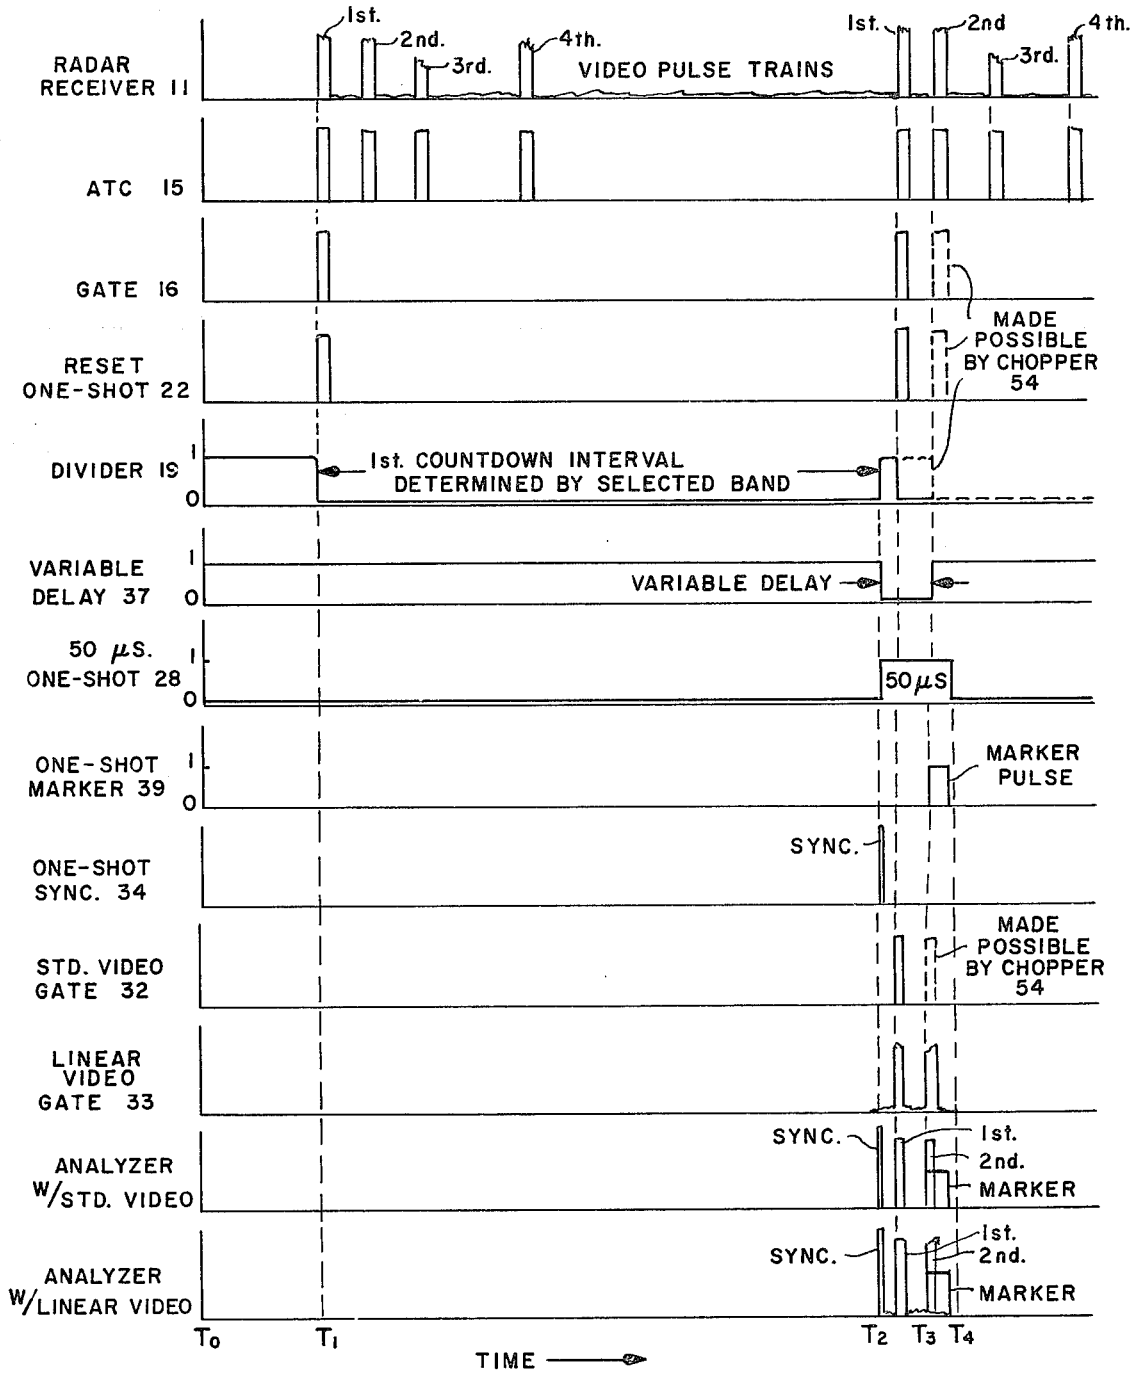 1st.
2nd.
3rd.
4th.
1st.
2nd
3rd.
4th.
RADAR
RECEIVER 11
VIDEO PULSE TRAINS
ATC 15
GATE 16
MADE
POSSIBLE
BY CHOPPER
54
RESET
ONE-SHOT 22
DIVIDER 19
1
0
1st. COUNTDOWN INTERVAL
DETERMINED BY SELECTED BAND
VARIABLE
DELAY 37
1
0
VARIABLE DELAY
50 μS.
ONE-SHOT 28
1
0
50μS
ONE-SHOT
MARKER 39
1
0
MARKER
PULSE
ONE-SHOT
SYNC. 34
SYNC.
STD. VIDEO
GATE 32
MADE
POSSIBLE
BY CHOPPER
54
LINEAR
VIDEO
GATE 33
ANALYZER
W/STD. VIDEO
SYNC.
1st.
2nd.
MARKER
ANALYZER
W/LINEAR VIDEO
SYNC.
1st.
2nd.
MARKER
T0
T1
T2
T3
T4
TIME